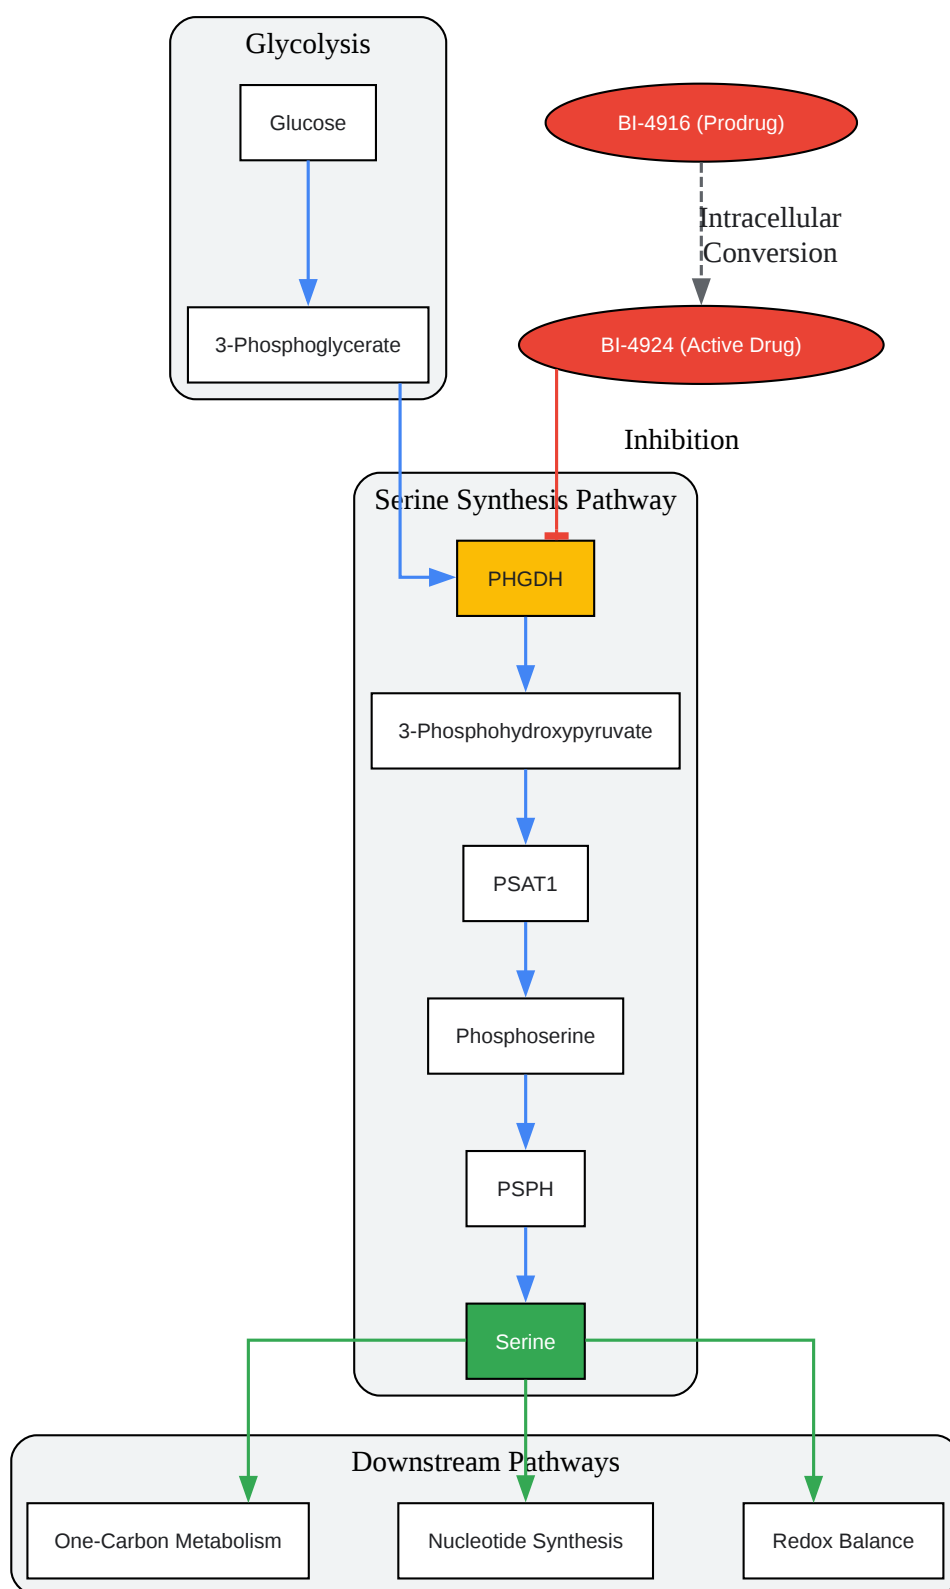 Glycolysis
Glucose
BI-4916 (Prodrug)
Intracellular
Conversion
3-Phosphoglycerate
BI-4924 (Active Drug)
Inhibition
Serine Synthesis Pathway
PHGDH
3-Phosphohydroxypyruvate
PSAT1
Phosphoserine
PSPH
Serine
Downstream Pathways
One-Carbon Metabolism
Nucleotide Synthesis
Redox Balance